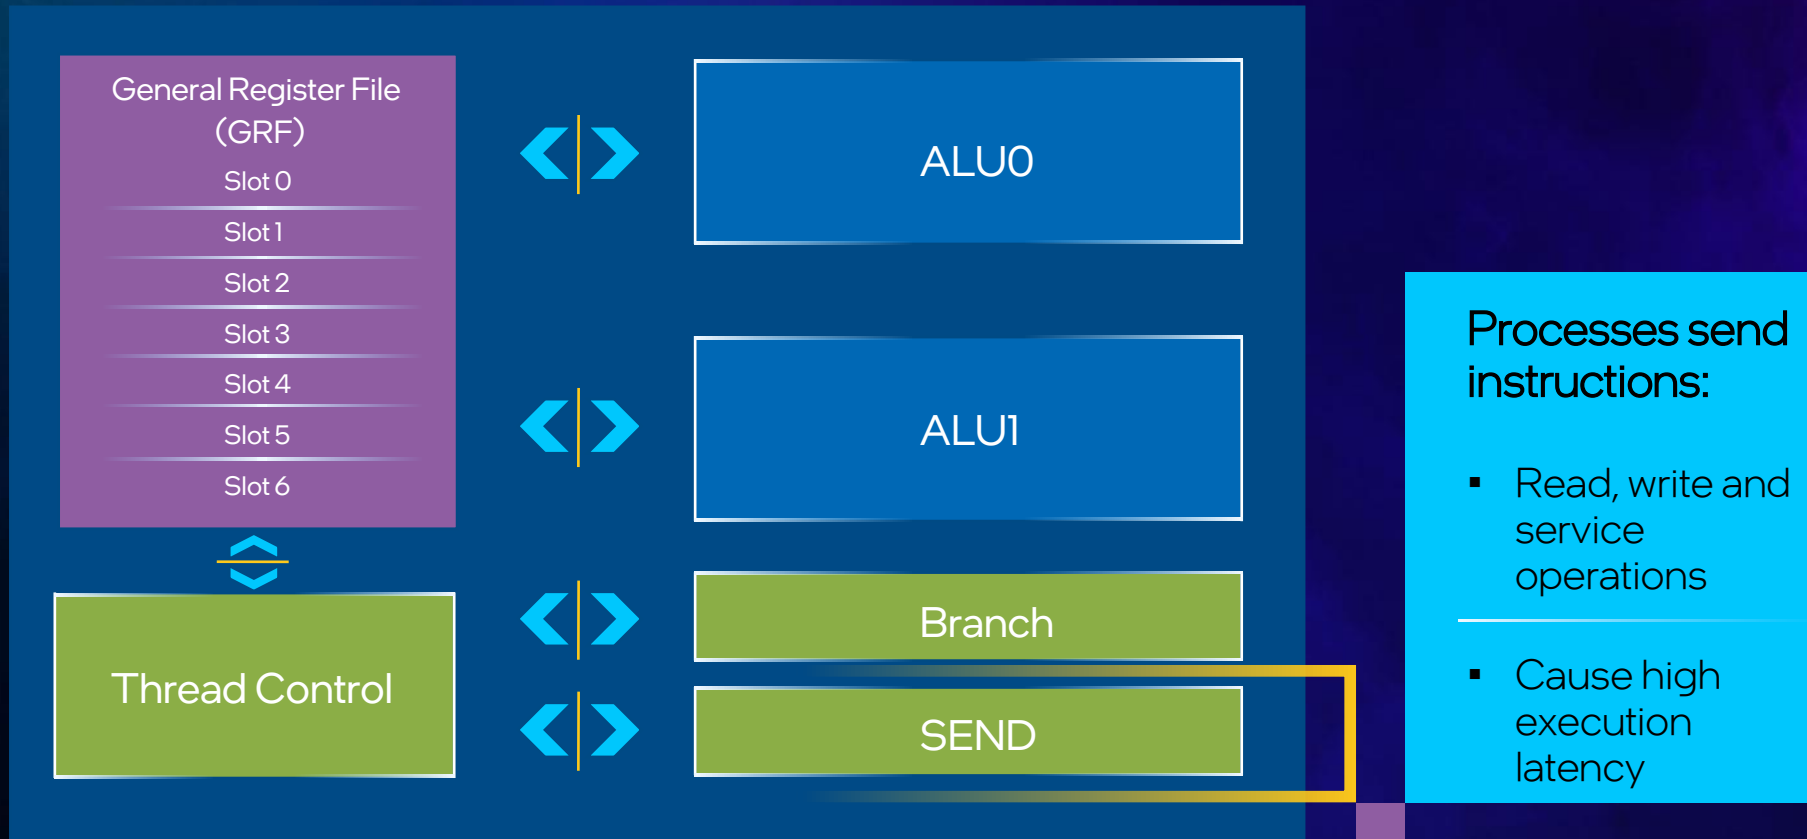 General Register File
(GRF)
Slot 0
Slot 1
Slot 2
Slot 3
Slot 4
Slot 5
Slot 6
Thread Control
ALU0
ALU1
Branch
SEND
Processes send
instructions:
▪ Read, write and
service
operations
▪ Cause high
execution
latency